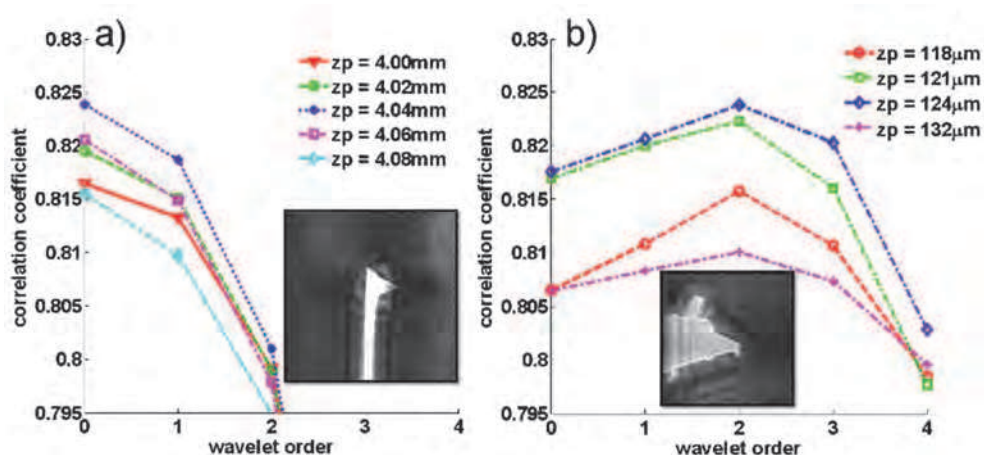 a)
correlation coefficient
0.83
0.825
0.82
0.815
0.81
0.805
0.8
0.795
0
1
2
3
4
wavelet order
zp = 4.00mm
zp = 4.02mm
zp = 4.04mm
zp = 4.06mm
zp = 4.08mm
b)
correlation coefficient
0.83
0.825
0.82
0.815
0.81
0.805
0.8
0.795
0
1
2
3
4
wavelet order
zp = 118μm
zp = 121μm
zp = 124μm
zp = 132μm